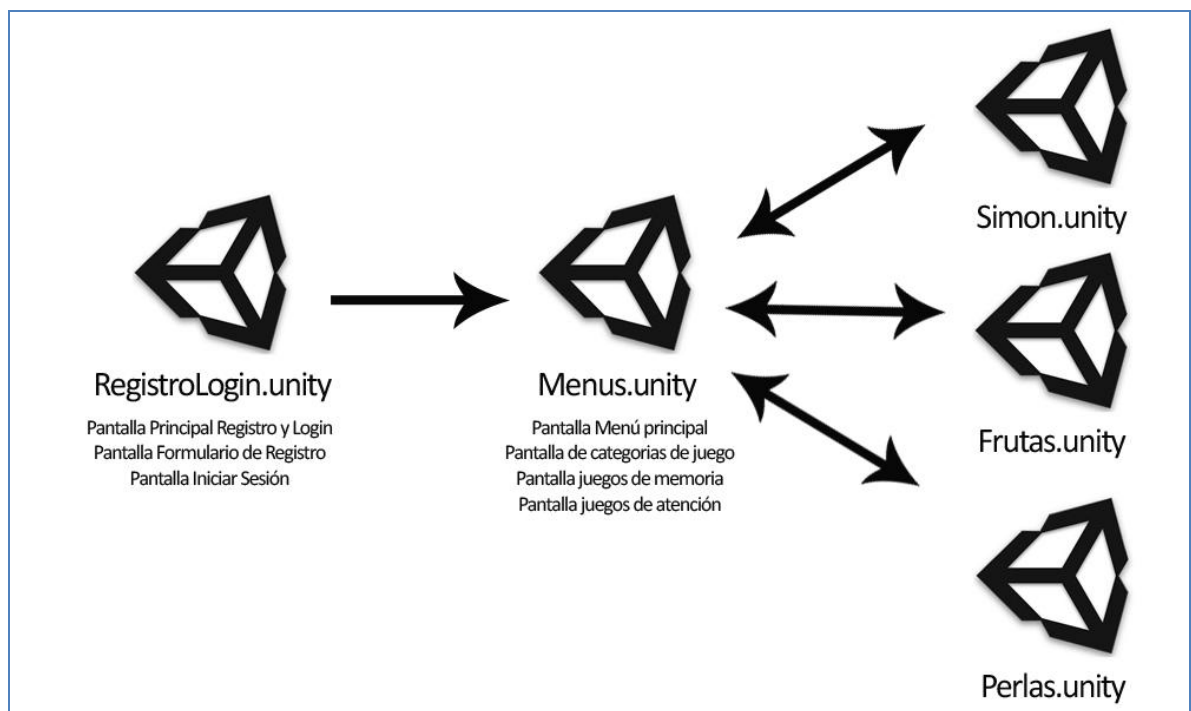 RegistroLogin.unity
Pantalla Principal Registro y Login
Pantalla Formulario de Registro
Pantalla Iniciar Sesión
Menus.unity
Pantalla Menú principal
Pantalla de categorias de juego
Pantalla juegos de memoria
Pantalla juegos de atención
Simon.unity
Frutas.unity
Perlas.unity